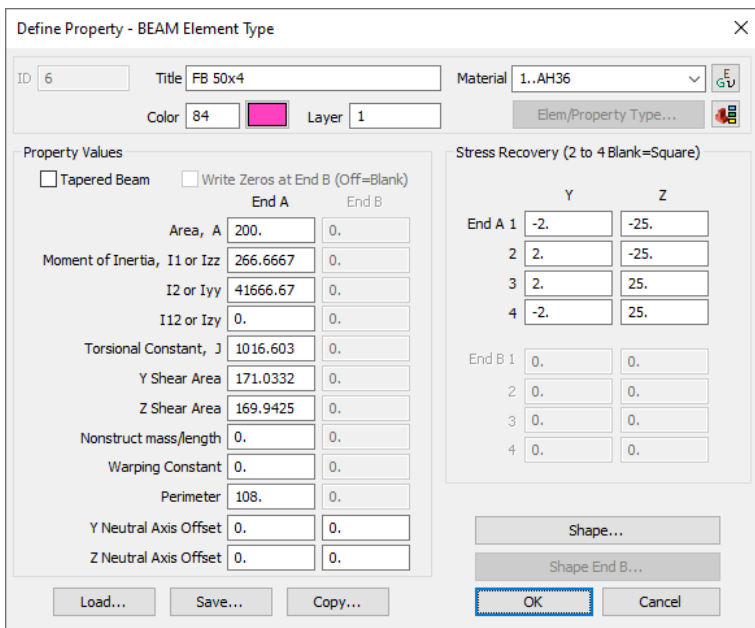 Define Property - BEAM Element Type
ID 6 Title FB 50x4 Material 1..AH36
Color 84 Layer 1 Elem/Property Type...
Property Values
Tapered Beam Write Zeros at End B (Off=Blank)
End A End B
Area, A 200. 0.
Moment of Inertia, I1 or Izz 266.6667 0.
I2 or Iyy 41666.67 0.
I12 or Izy 0. 0.
Torsional Constant, J 1016.603 0.
Y Shear Area 171.0332 0.
Z Shear Area 169.9425 0.
Nonstruct mass/length 0. 0.
Warping Constant 0. 0.
Perimeter 108. 0.
Y Neutral Axis Offset 0. 0.
Z Neutral Axis Offset 0. 0.
Load... Save... Copy...
Stress Recovery (2 to 4 Blank=Square)
Y Z
End A 1 -2. -25.
2 2. -25.
3 2. 25.
4 -2. 25.
End B 1 0. 0.
2 0. 0.
3 0. 0.
4 0. 0.
Shape...
Shape End B...
OK Cancel